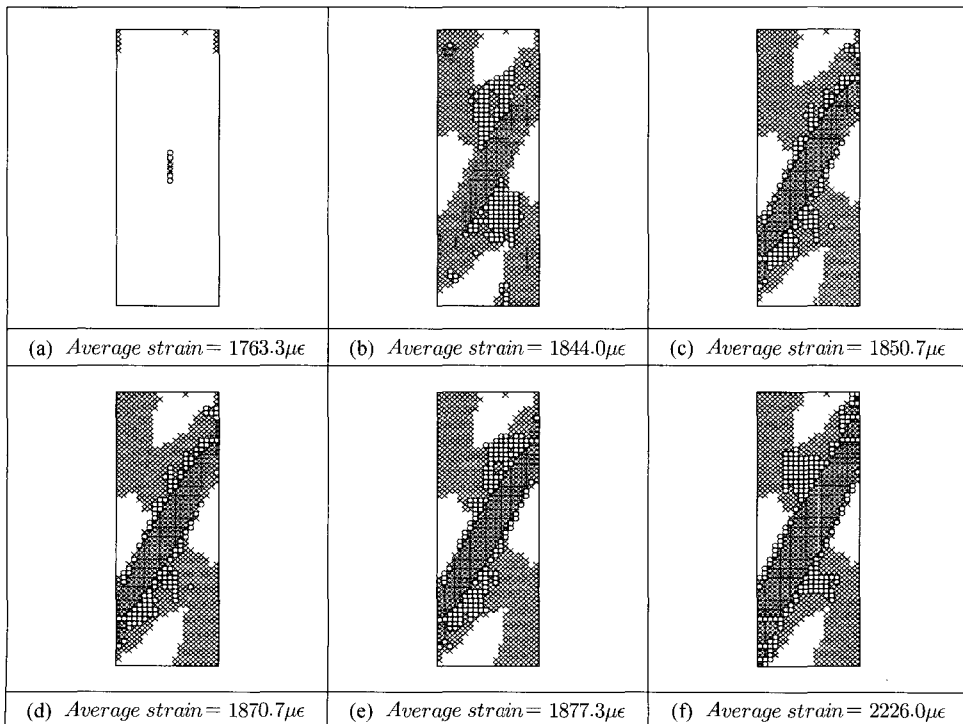 (a) Average strain = 1763.3με
(b) Average strain = 1844.0με
(c) Average strain = 1850.7με
(d) Average strain = 1870.7με
(e) Average strain = 1877.3με
(f) Average strain = 2226.0με